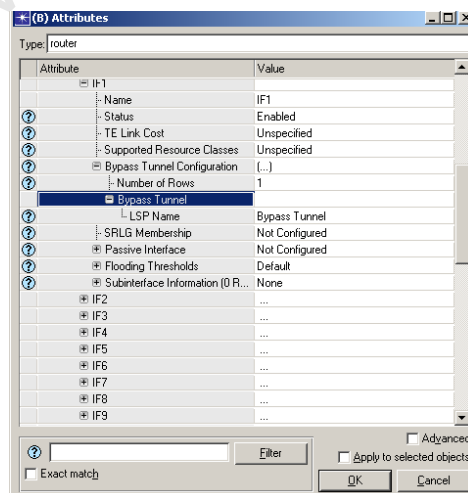 (B) Attributes
Type: router
Attribute Value
IF1
Name IF1
Status Enabled
TE Link Cost Unspecified
Supported Resource Classes Unspecified
Bypass Tunnel Configuration (...)
Number of Rows 1
Bypass Tunnel
LSP Name Bypass Tunnel
SRLG Membership Not Configured
Passive Interface Not Configured
Flooding Thresholds Default
Subinterface Information (0 R... None
IF2 ...
IF3 ...
IF4 ...
IF5 ...
IF6 ...
IF7 ...
IF8 ...
IF9 ...
Advanced
Filter
Apply to selected objects
Exact match
OK Cancel